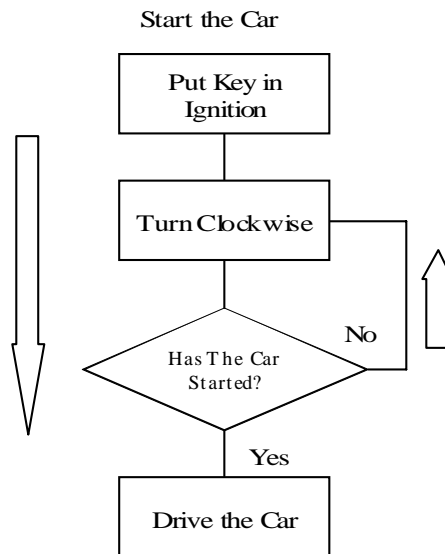 Start the Car
Put Key in
Ignition
Turn Clockwise
No
Has The Car
Started?
Yes
Drive the Car